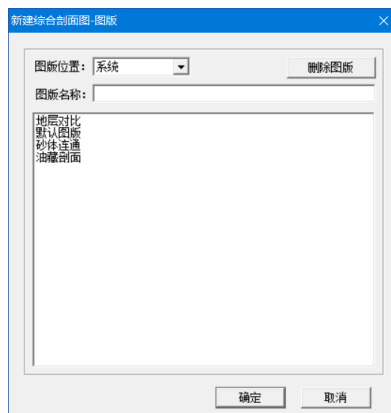 新建综合剖面图-图版
图版位置： 系统 删除图版
图版名称：
地层对比
默认图版
砂体连通
油藏剖面
确定 取消